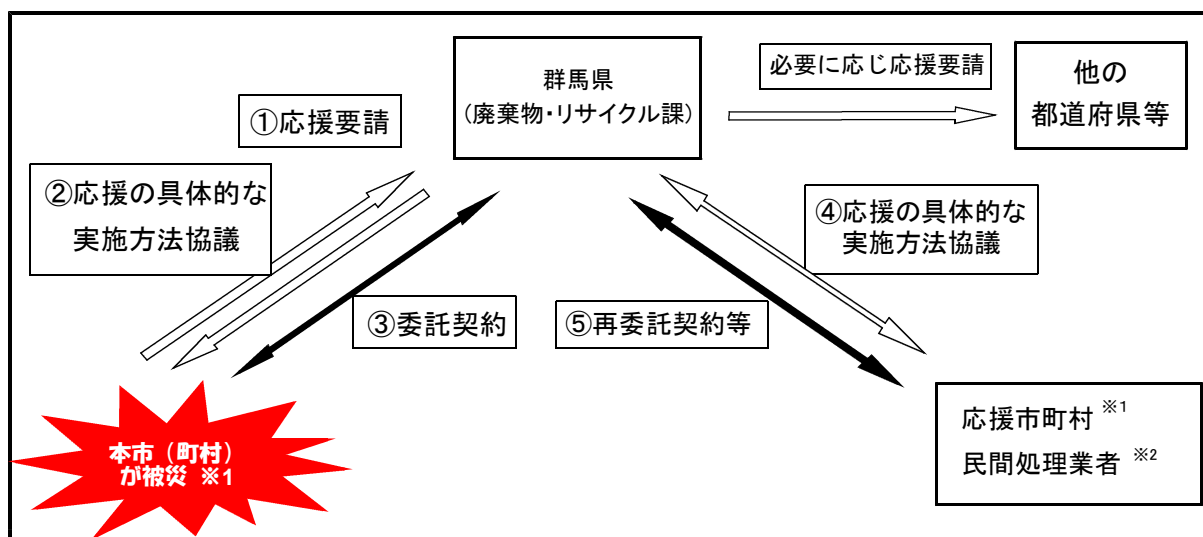 群馬県
(廃棄物・リサイクル課)
必要に応じ応援要請
他の
都道府県等
①応援要請
②応援の具体的な
実施方法協議
④応援の具体的な
実施方法協議
③委託契約
⑤再委託契約等
本市（町村）
が被災 ※1
応援市町村 ※1
民間処理業者 ※2